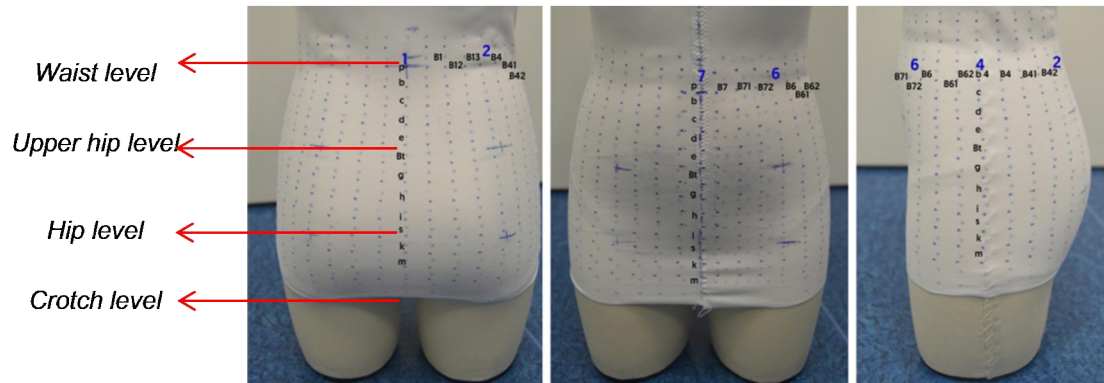 Waist level
Upper hip level
Hip level
Crotch level
1
2
B1
B12
B13
B4
B41
B42
p
b
c
d
e
Bt
g
h
i
s
k
m
7
6
p
B7
B71
B72
B6
B62
B61
b
c
d
e
Bt
g
h
i
s
k
m
6
4
2
B71
B6
B62
b 4
B4
B41
B42
B72
B61
c
d
e
Bt
g
h
i
s
k
m